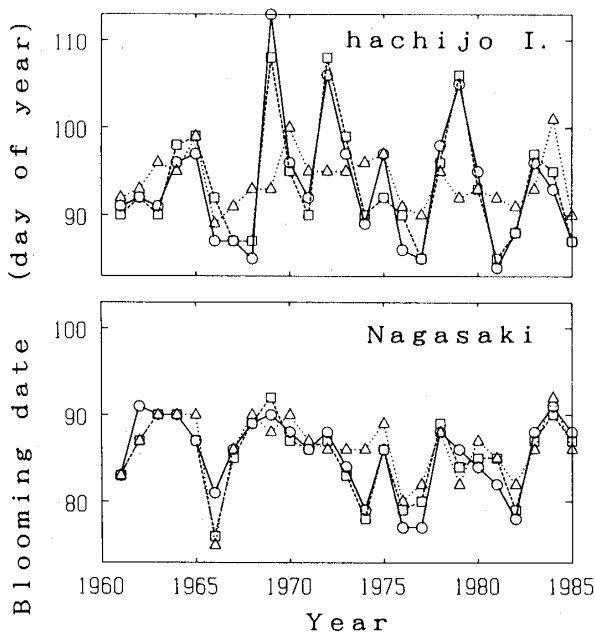 hachijo I.
110
100
90
Nagasaki
100
90
80
1960 1965 1970 1975 1980 1985
Year
Blooming date (day of year)